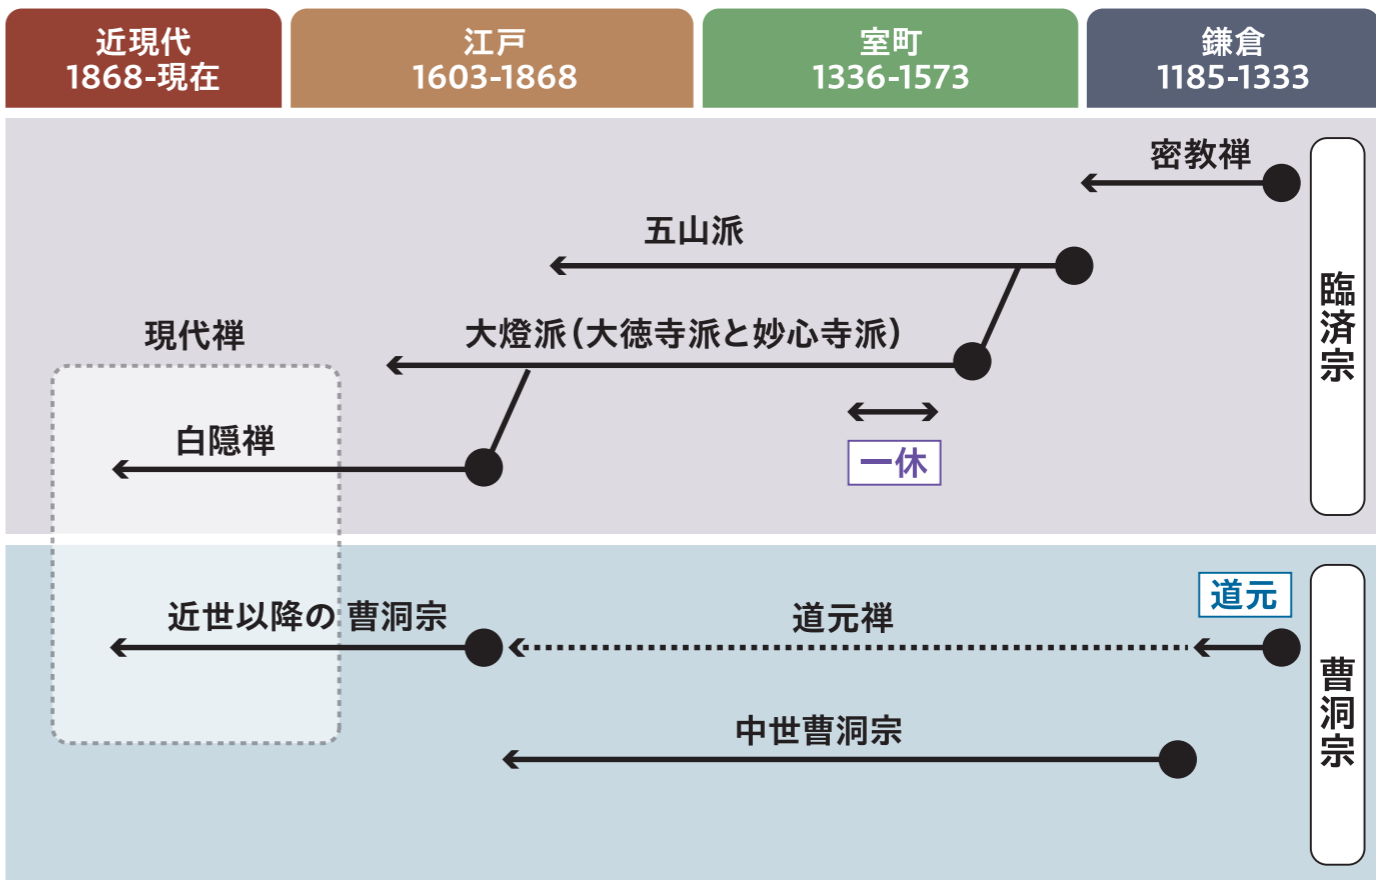 近現代
1868-現在
江戸
1603-1868
室町
1336-1573
鎌倉
1185-1333
密教禅
五山派
大燈派（大徳寺派と妙心寺派）
現代禅
白隠禅
一休
臨済宗
道元
近世以降の 曹洞宗
道元禅
中世曹洞宗
曹洞宗